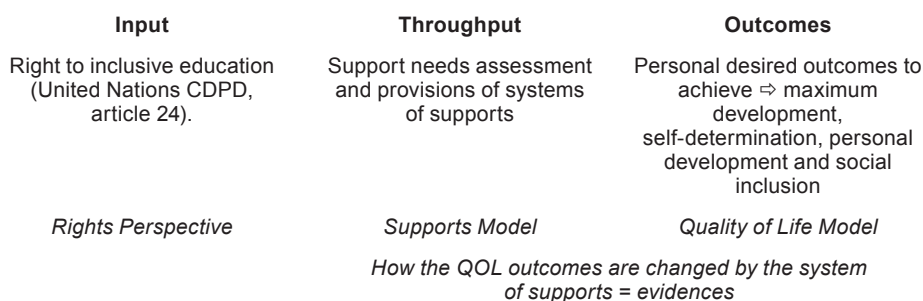 Input
Throughput
Outcomes
Right to inclusive education
(United Nations CDPD,
article 24).
Support needs assessment
and provisions of systems
of supports
Personal desired outcomes to
achieve ⇨ maximum
development,
self-determination, personal
development and social
inclusion
Rights Perspective
Supports Model
Quality of Life Model
How the QOL outcomes are changed by the system
of supports = evidences